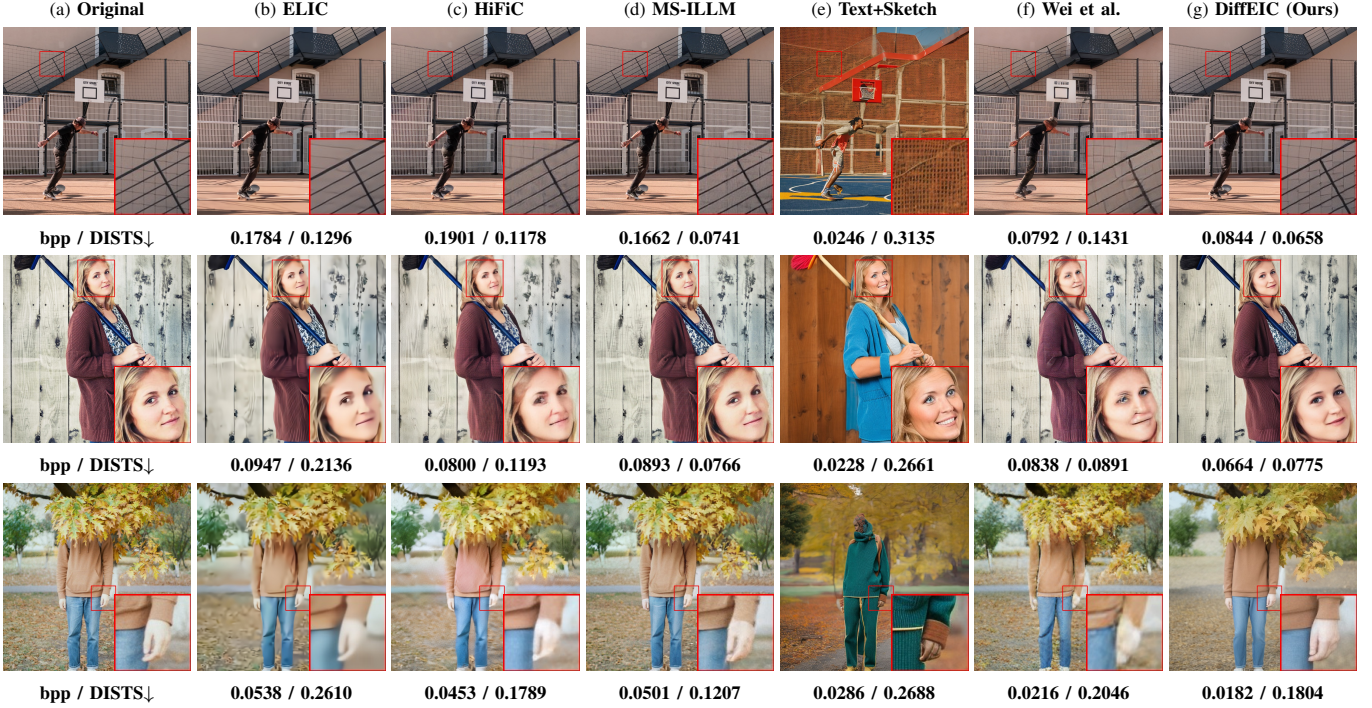 (a) Original (b) ELIC (c) HiFiC (d) MS-ILLM (e) Text+Sketch (f) Wei et al. (g) DiffEIC (Ours)
bpp / DISTS↓ 0.1784 / 0.1296 0.1901 / 0.1178 0.1662 / 0.0741 0.0246 / 0.3135 0.0792 / 0.1431 0.0844 / 0.0658
bpp / DISTS↓ 0.0947 / 0.2136 0.0800 / 0.1193 0.0893 / 0.0766 0.0228 / 0.2661 0.0838 / 0.0891 0.0664 / 0.0775
bpp / DISTS↓ 0.0538 / 0.2610 0.0453 / 0.1789 0.0501 / 0.1207 0.0286 / 0.2688 0.0216 / 0.2046 0.0182 / 0.1804